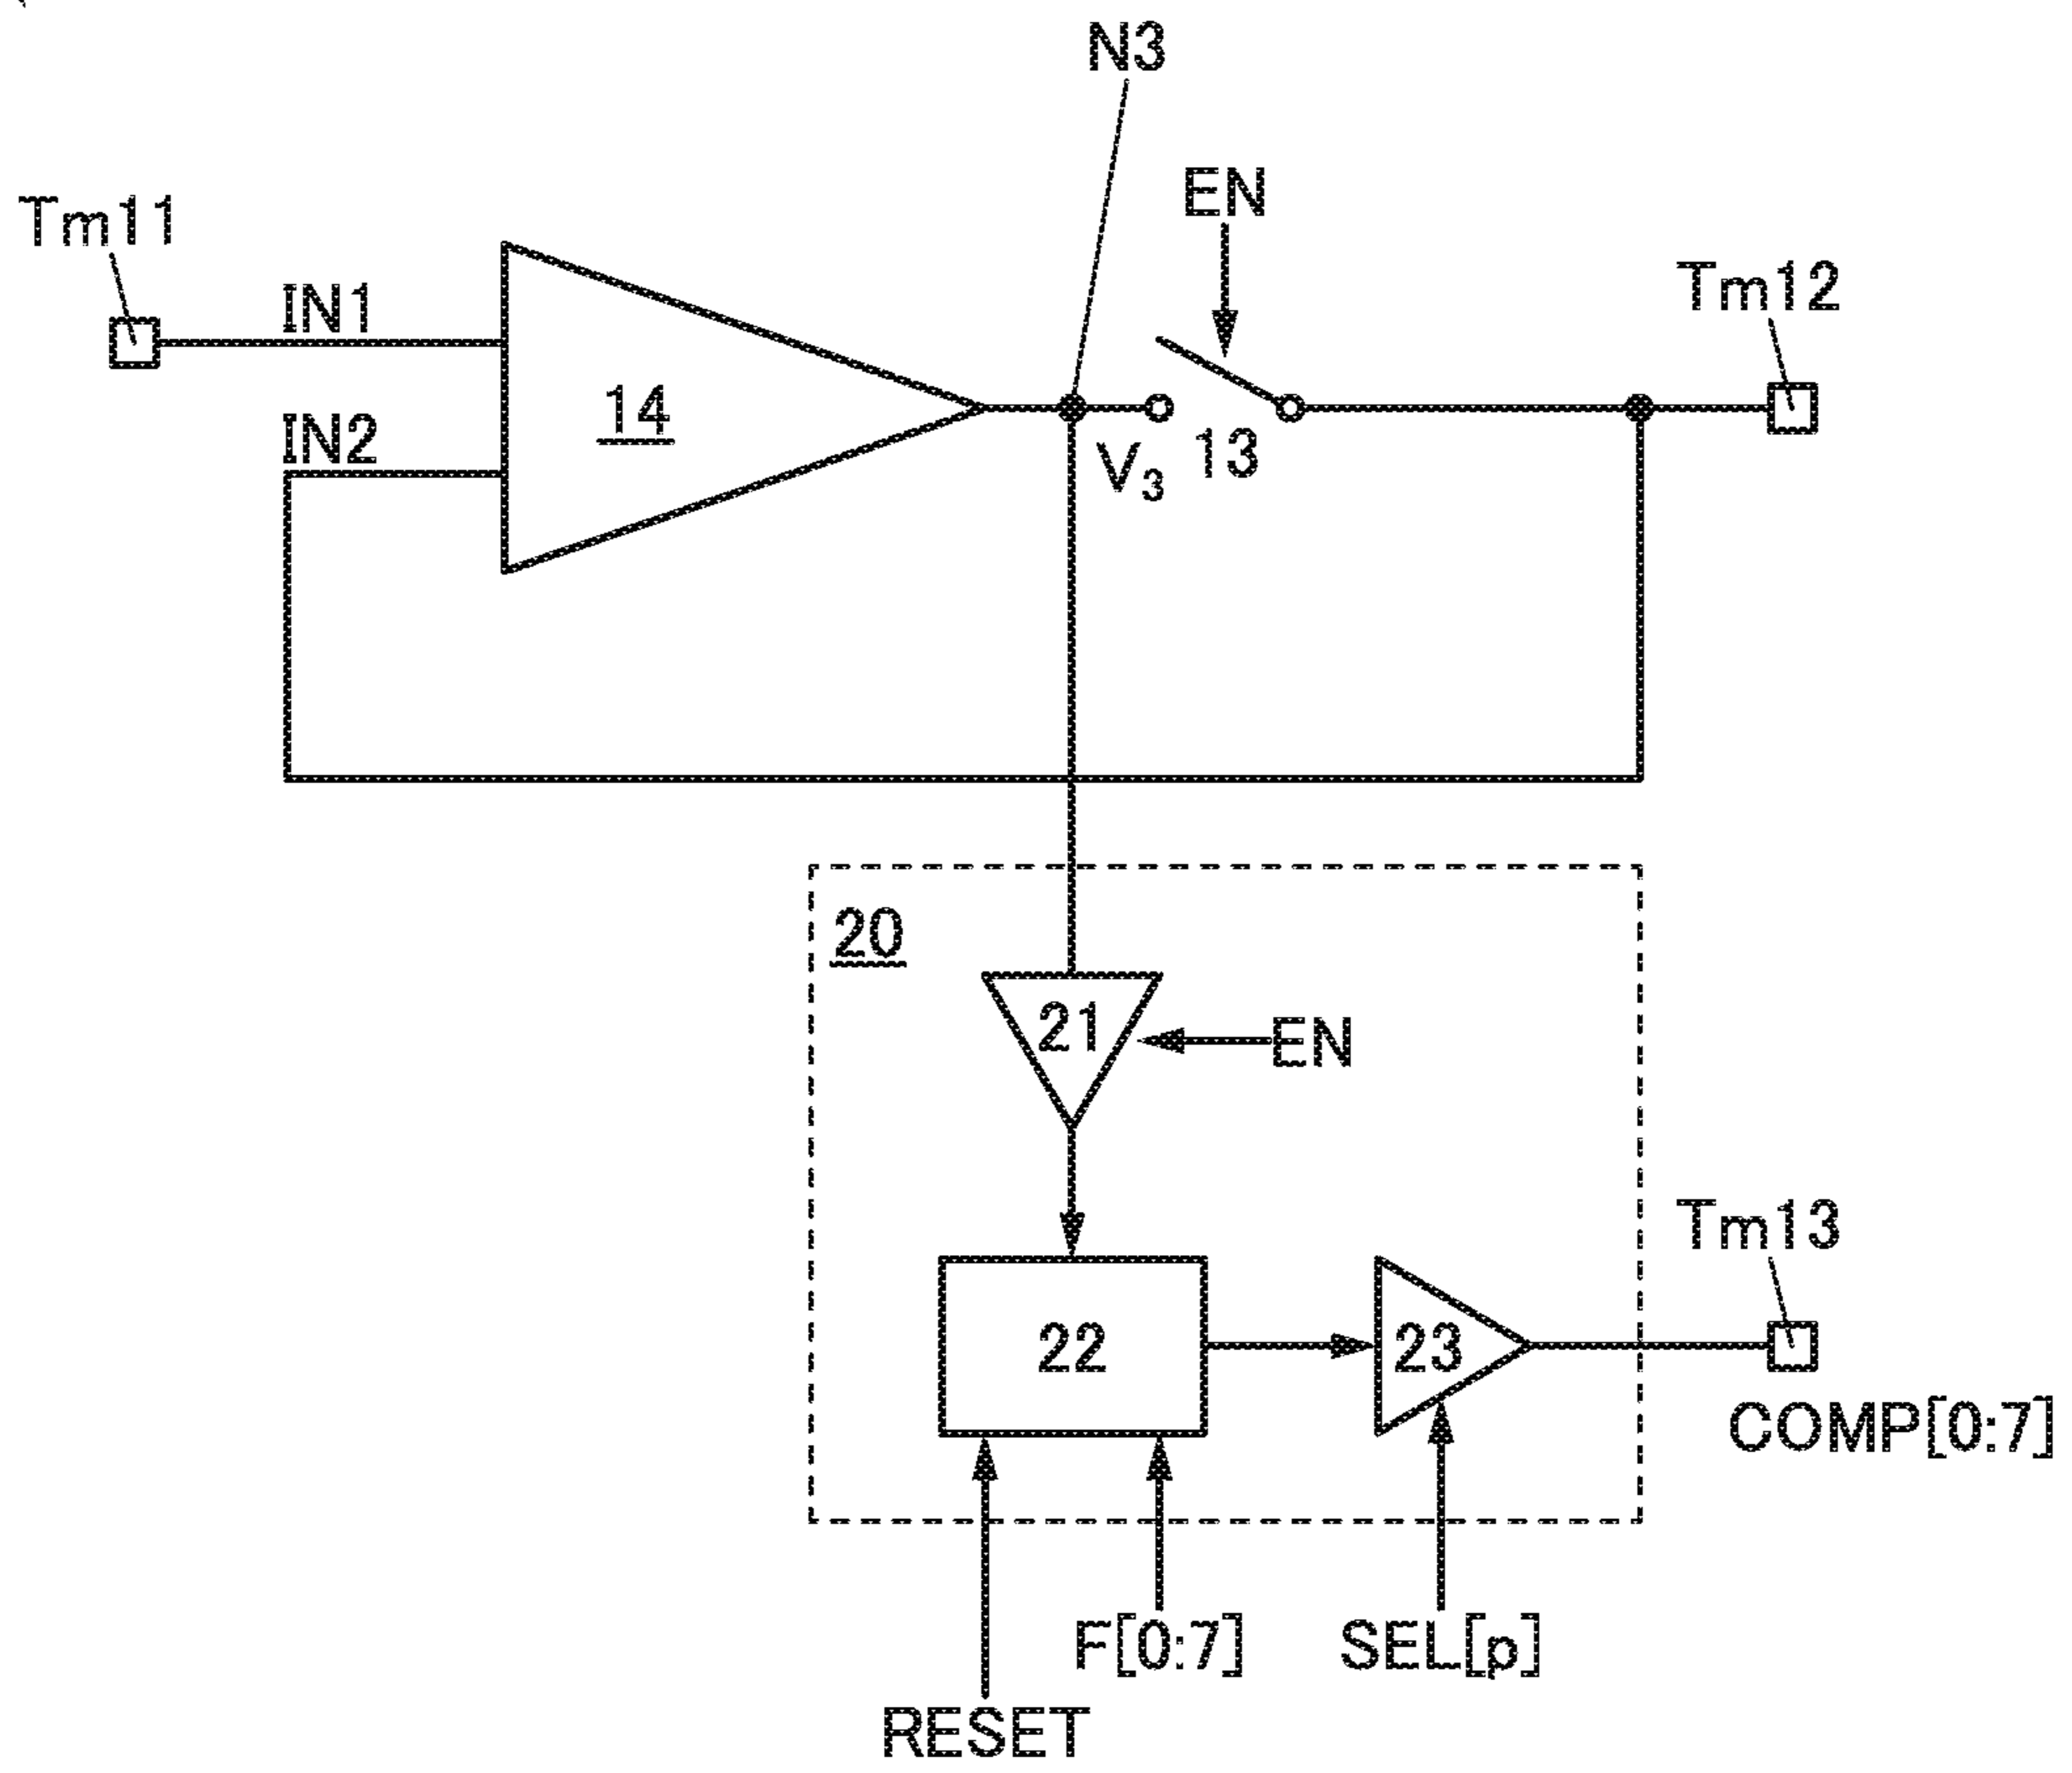 N3
EN
Tm11
IN1
Tm12
14
IN2
V3
13
20
21
EN
22
23
Tm13
COMP[0:7]
F[0:7]
SEL[p]
RESET